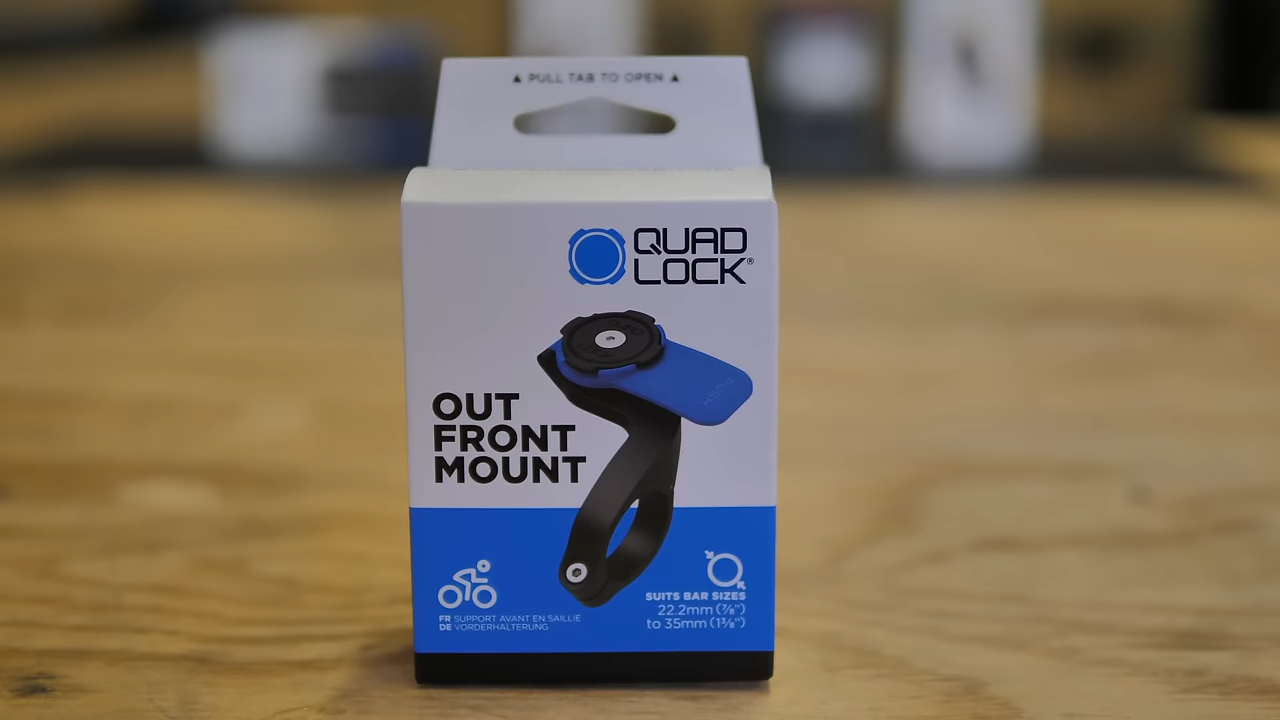 ▲ PULL TAB TO OPEN ▲
QUAD
LOCK®
PUSH
OUT
FRONT
MOUNT
SUITS BAR SIZES
22.2mm (⅞")
to 35mm (1⅜")
FR SUPPORT AVANT EN SAILLIE
DE VORDERHALTERUNG